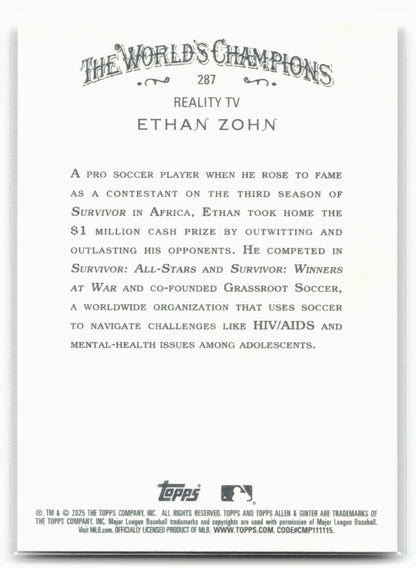 The World's Champions
287
REALITY TV
ETHAN ZOHN
A PRO SOCCER PLAYER WHEN HE ROSE TO FAME
AS A CONTESTANT ON THE THIRD SEASON OF
SURVIVOR IN AFRICA, ETHAN TOOK HOME THE
$1 MILLION CASH PRIZE BY OUTWITTING AND
OUTLASTING HIS OPPONENTS. HE COMPETED IN
SURVIVOR: ALL-STARS AND SURVIVOR: WINNERS
AT WAR AND CO-FOUNDED GRASSROOT SOCCER,
A WORLDWIDE ORGANIZATION THAT USES SOCCER
TO NAVIGATE CHALLENGES LIKE HIV/AIDS AND
MENTAL-HEALTH ISSUES AMONG ADOLESCENTS.
Topps
®, TM & © 2025 THE TOPPS COMPANY, INC. ALL RIGHTS RESERVED. TOPPS AND TOPPS ALLEN & GINTER ARE TRADEMARKS OF
THE TOPPS COMPANY, INC. Major League Baseball trademarks and copyrights are used with permission of Major League Baseball.
Visit MLB.com. OFFICIALLY LICENSED PRODUCT OF MLB. WWW.TOPPS.COM. CODE#CMP111115.